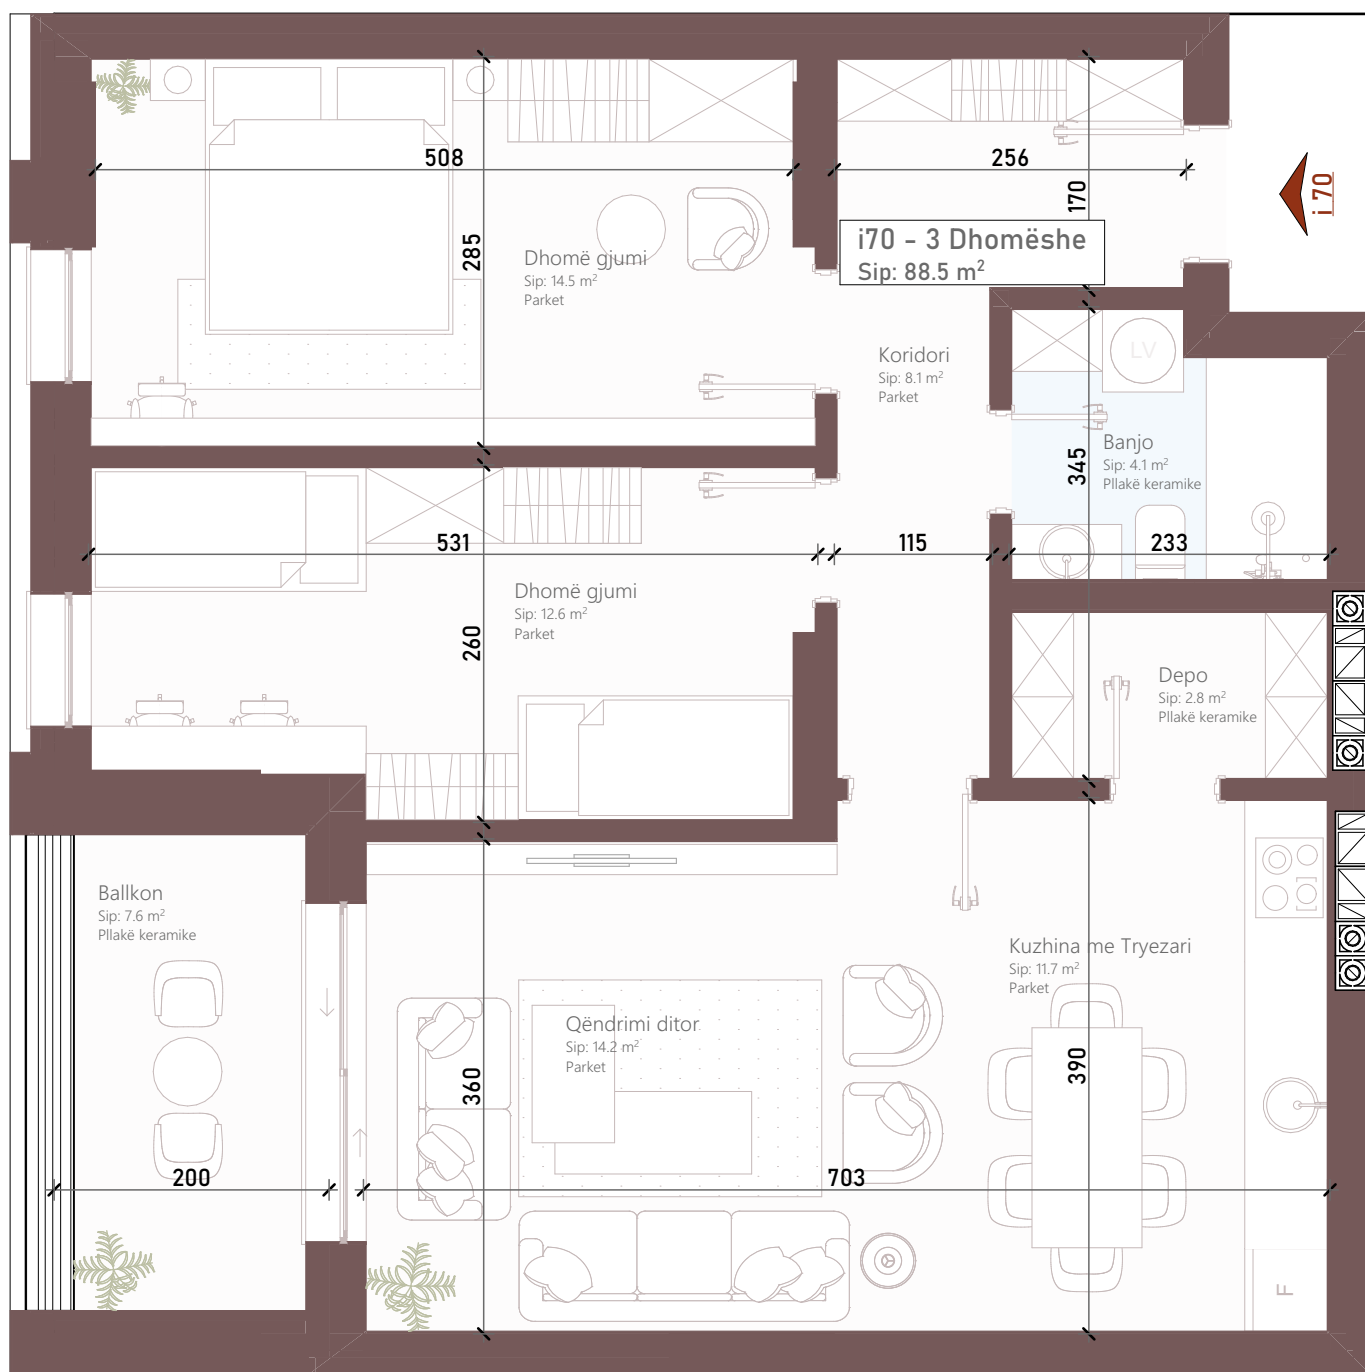 508
256
170
i 70
i70 - 3 Dhomëshe
Sip: 88.5 m²
285
Dhomë gjumi
Sip: 14.5 m²
Parket
Koridori
Sip: 8.1 m²
Parket
LV
Banjo
Sip: 4.1 m²
Pllakë keramike
345
531
115
233
Dhomë gjumi
Sip: 12.6 m²
Parket
260
Depo
Sip: 2.8 m²
Pllakë keramike
Ballkon
Sip: 7.6 m²
Pllakë keramike
Kuzhina me Tryezari
Sip: 11.7 m²
Parket
Qëndrimi ditor
Sip: 14.2 m²
Parket
360
390
200
703
F